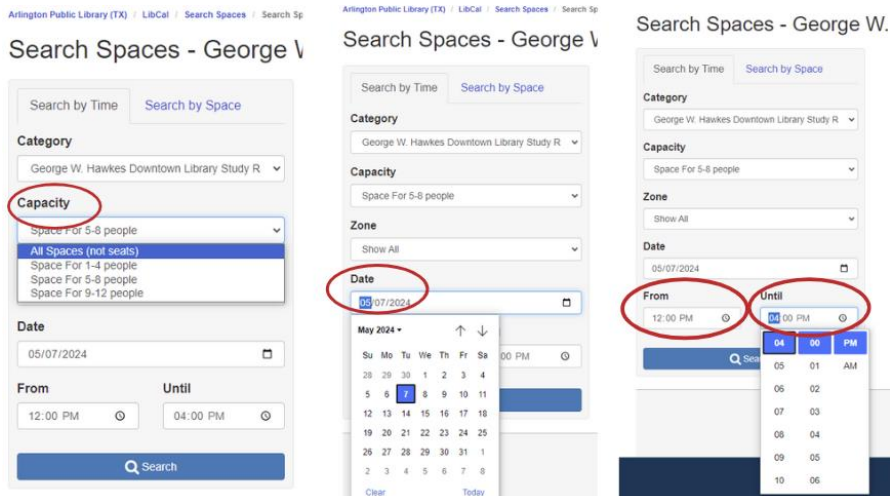 Arlington Public Library (TX) / LibCal / Search Spaces / Search Sp
Search Spaces - George W
Search by Time Search by Space
Category
George W. Hawkes Downtown Library Study R
Capacity
Space For 5-8 people
All Spaces (not seats)
Space For 1-4 people
Space For 5-8 people
Space For 9-12 people
Date
05/07/2024
From Until
12:00 PM 04:00 PM
Search
Arlington Public Library (TX) / LibCal / Search Spaces / Search Sp
Search Spaces - George W
Search by Time Search by Space
Category
George W. Hawkes Downtown Library Study R
Capacity
Space For 5-8 people
Zone
Show All
Date
05/07/2024
May 2024
Su Mo Tu We Th Fr Sa
28 29 30 1 2 3 4
5 6 7 8 9 10 11
12 13 14 15 16 17 18
19 20 21 22 23 24 25
26 27 28 29 30 31 1
2 3 4 5 6 7 8
Clear Today
00 PM
Search Spaces - George W.
Search by Time Search by Space
Category
George W. Hawkes Downtown Library Study R
Capacity
Space For 5-8 people
Zone
Show All
Date
05/07/2024
From Until
12:00 PM 04:00 PM
Sea
04 00 PM
05 01 AM
06 02
07 03
08 04
09 05
10 06